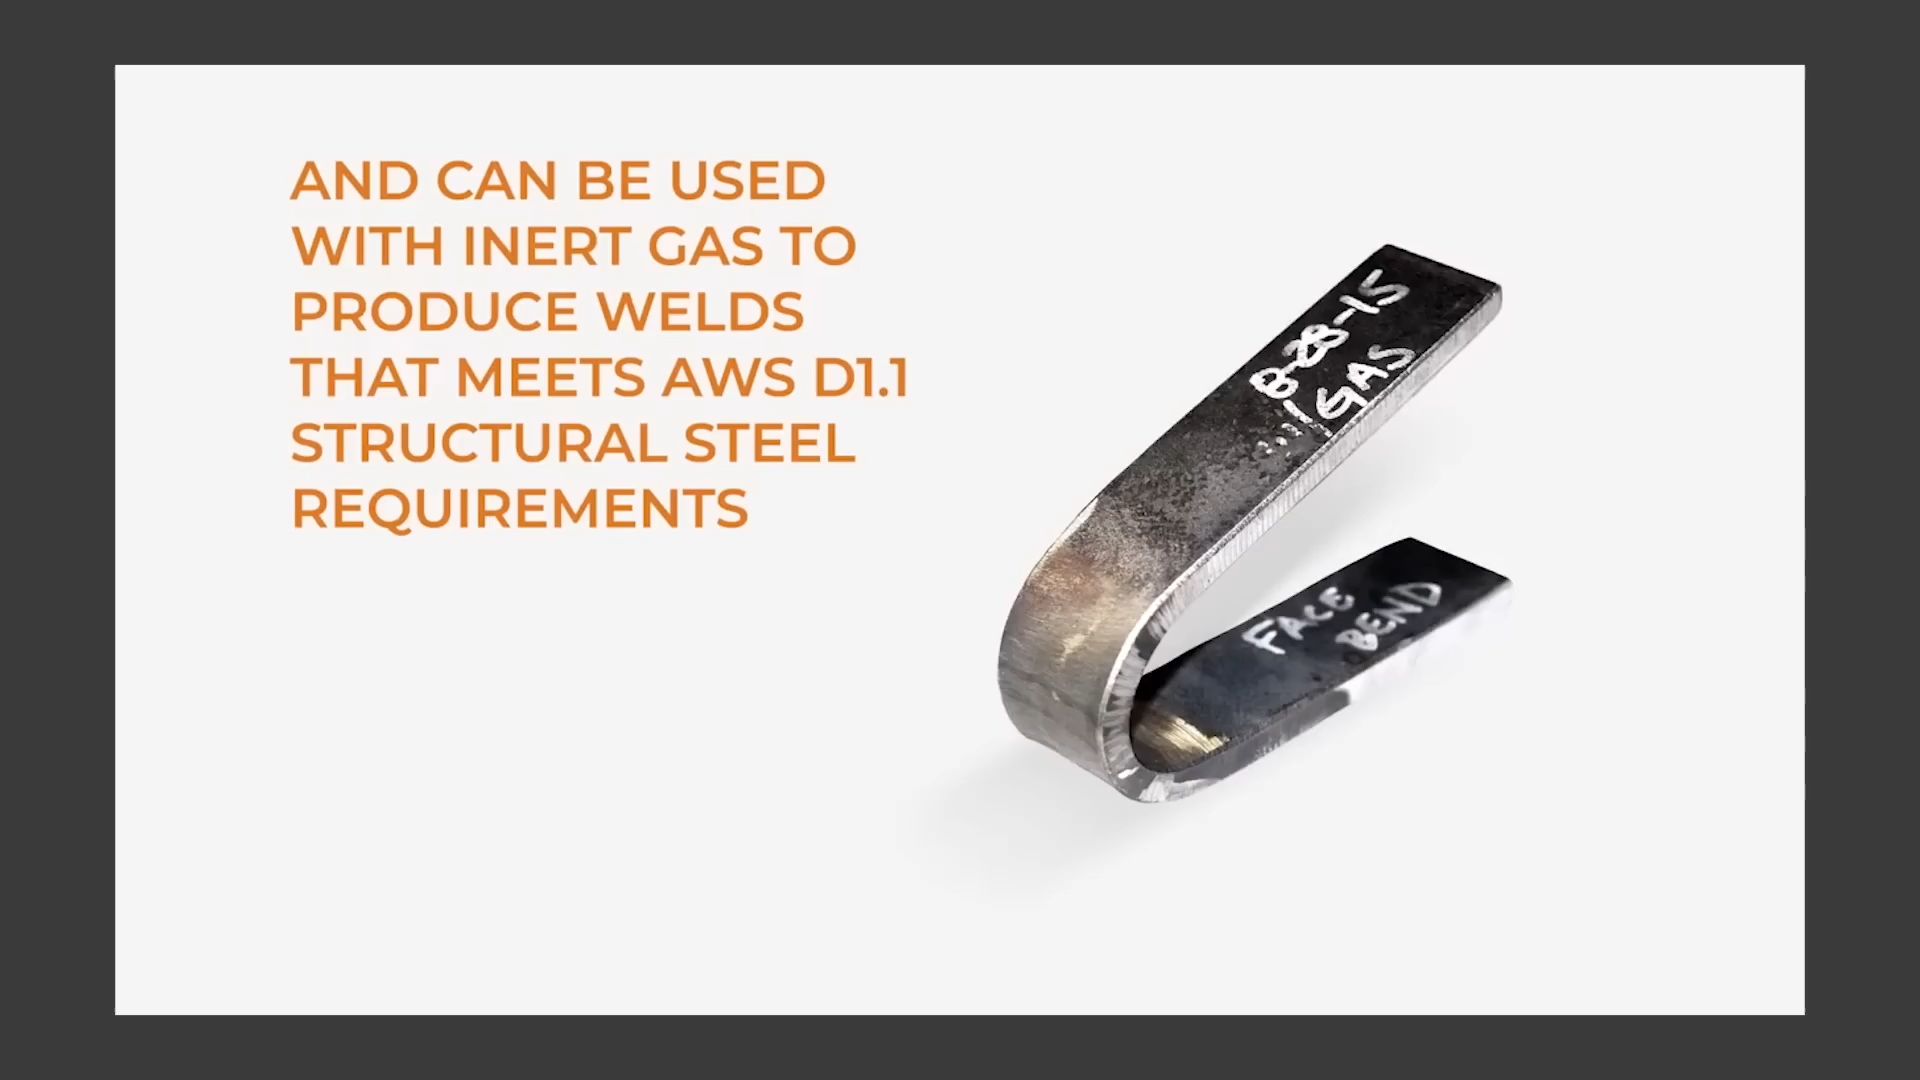 AND CAN BE USED
WITH INERT GAS TO
PRODUCE WELDS
THAT MEETS AWS D1.1
STRUCTURAL STEEL
REQUIREMENTS
8-28-15
GAS
FACE
BEND